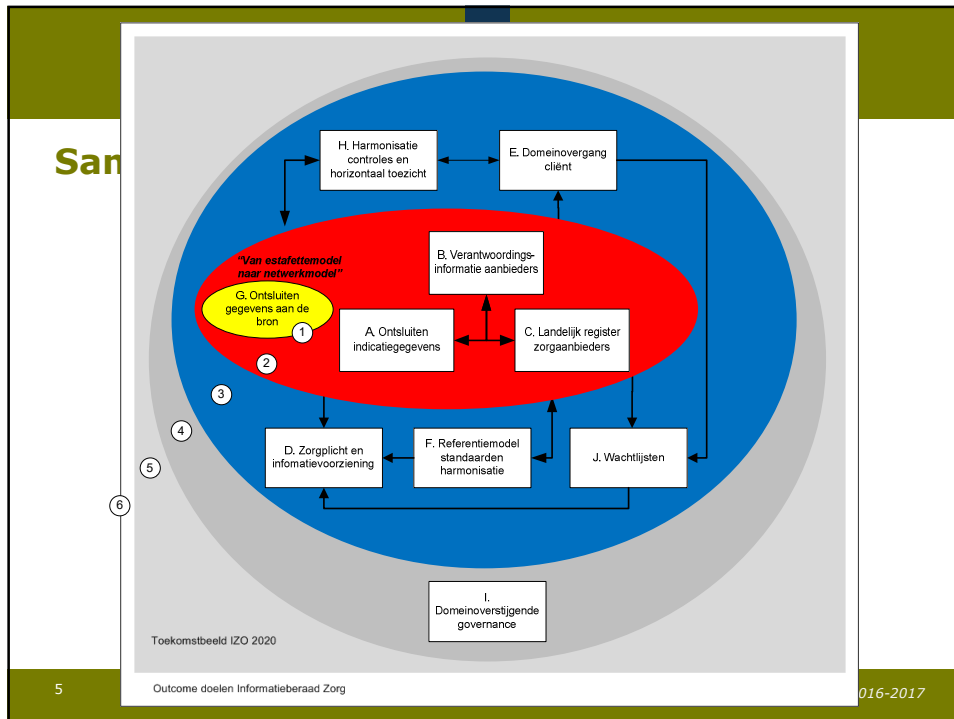 San
H. Harmonisatie
controles en
horizontaal toezicht
E. Domeinovergang
cliënt
B. Verantwoordings-
informatie aanbieders
"Van estafettemodel
naar netwerkmodel"
G. Ontsluiten
gegevens aan de
bron
1
A. Ontsluiten
indicatiegegevens
C. Landelijk register
zorgaanbieders
2
3
4
5
6
D. Zorgplicht en
infomatievoorziening
F. Referentiemodel
standaarden
harmonisatie
J. Wachtlijsten
I.
Domeinoverstijgende
governance
Toekomstbeeld IZO 2020
5
Outcome doelen Informatieberaad Zorg
016-2017